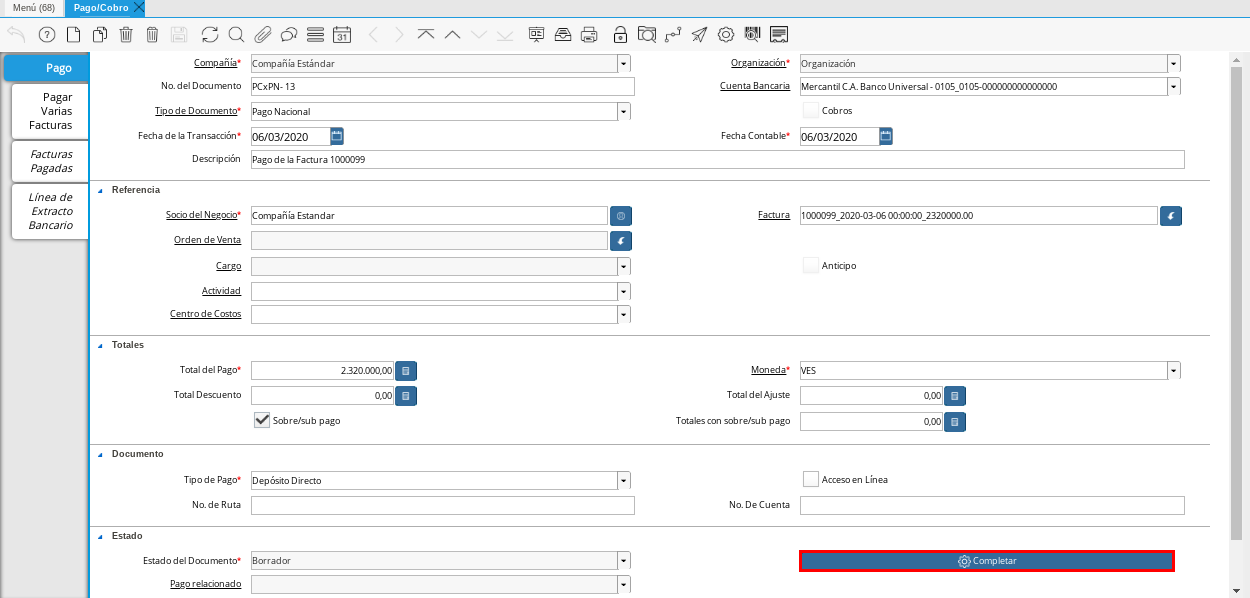 Menú (68)
Pago/Cobro
31
Pago
Pagar
Varias
Facturas
Facturas
Pagadas
Línea de
Extracto
Bancario
Compañía* Compañía Estándar Organización* Organización
No. del Documento PCxPN- 13 Cuenta Bancaria Mercantil C.A. Banco Universal - 0105_0105-000000000000000
Tipo de Documento* Pago Nacional Cobros
Fecha de la Transacción* 06/03/2020 Fecha Contable* 06/03/2020
Descripción Pago de la Factura 1000099
Referencia
Socio del Negocio* Compañía Estandar Factura 1000099_2020-03-06 00:00:00_2320000.00
Orden de Venta
Cargo Anticipo
Actividad
Centro de Costos
Totales
Total del Pago* 2.320.000,00 Moneda* VES
Total Descuento 0,00 Total del Ajuste 0,00
Sobre/sub pago Totales con sobre/sub pago 0,00
Documento
Tipo de Pago* Depósito Directo Acceso en Línea
No. de Ruta No. De Cuenta
Estado
Estado del Documento* Borrador Completar
Pago relacionado